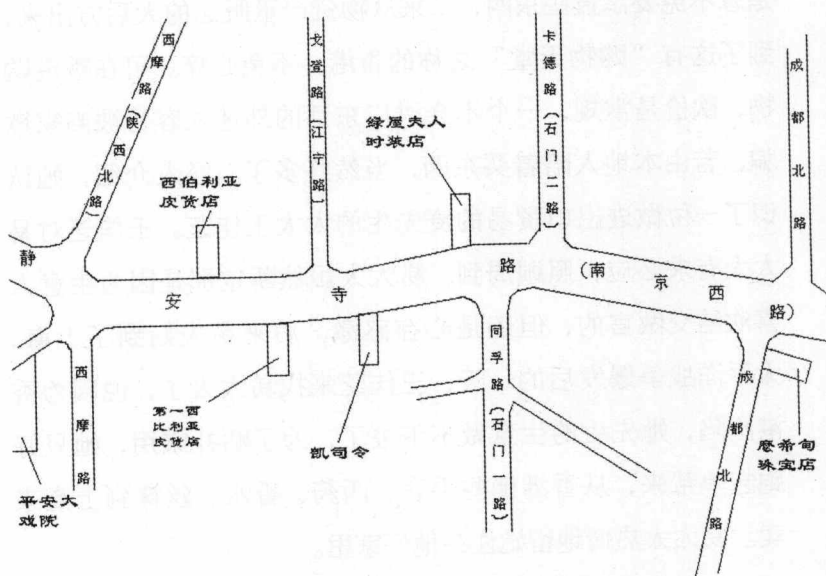 西摩路(陕西北路)
戈登路(江宁路)
卡德路(石门一路)
成都北路
西伯利亚
皮货店
绿屋夫人
时装店
静安寺路(南京西路)
西摩路
第一西
比利亚
皮货店
凯司令
同孚路(石门一路)
成都北路
希甸
珠宝店
平安大
戏院